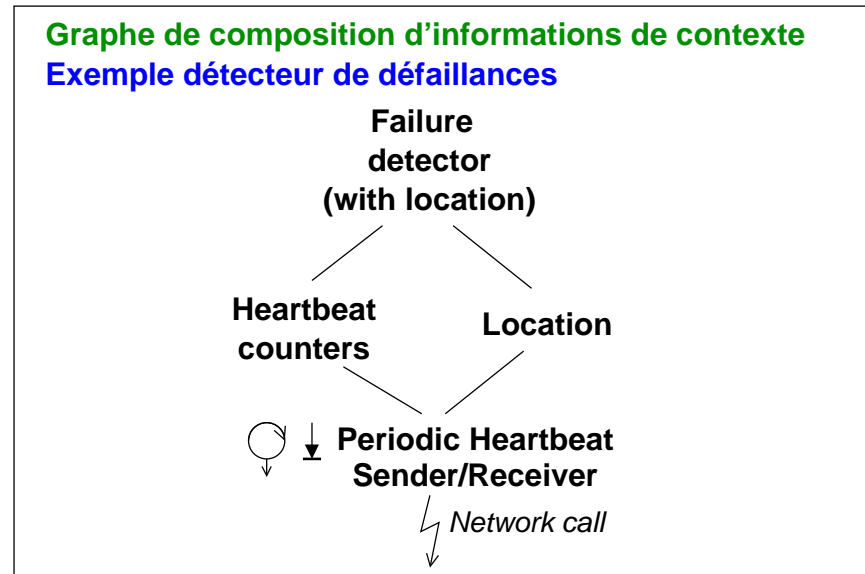 Graphe de composition d’informations de contexte
Exemple détecteur de défaillances
Failure
detector
(with location)
Heartbeat
counters
Location
Periodic Heartbeat
Sender/Receiver
Network call